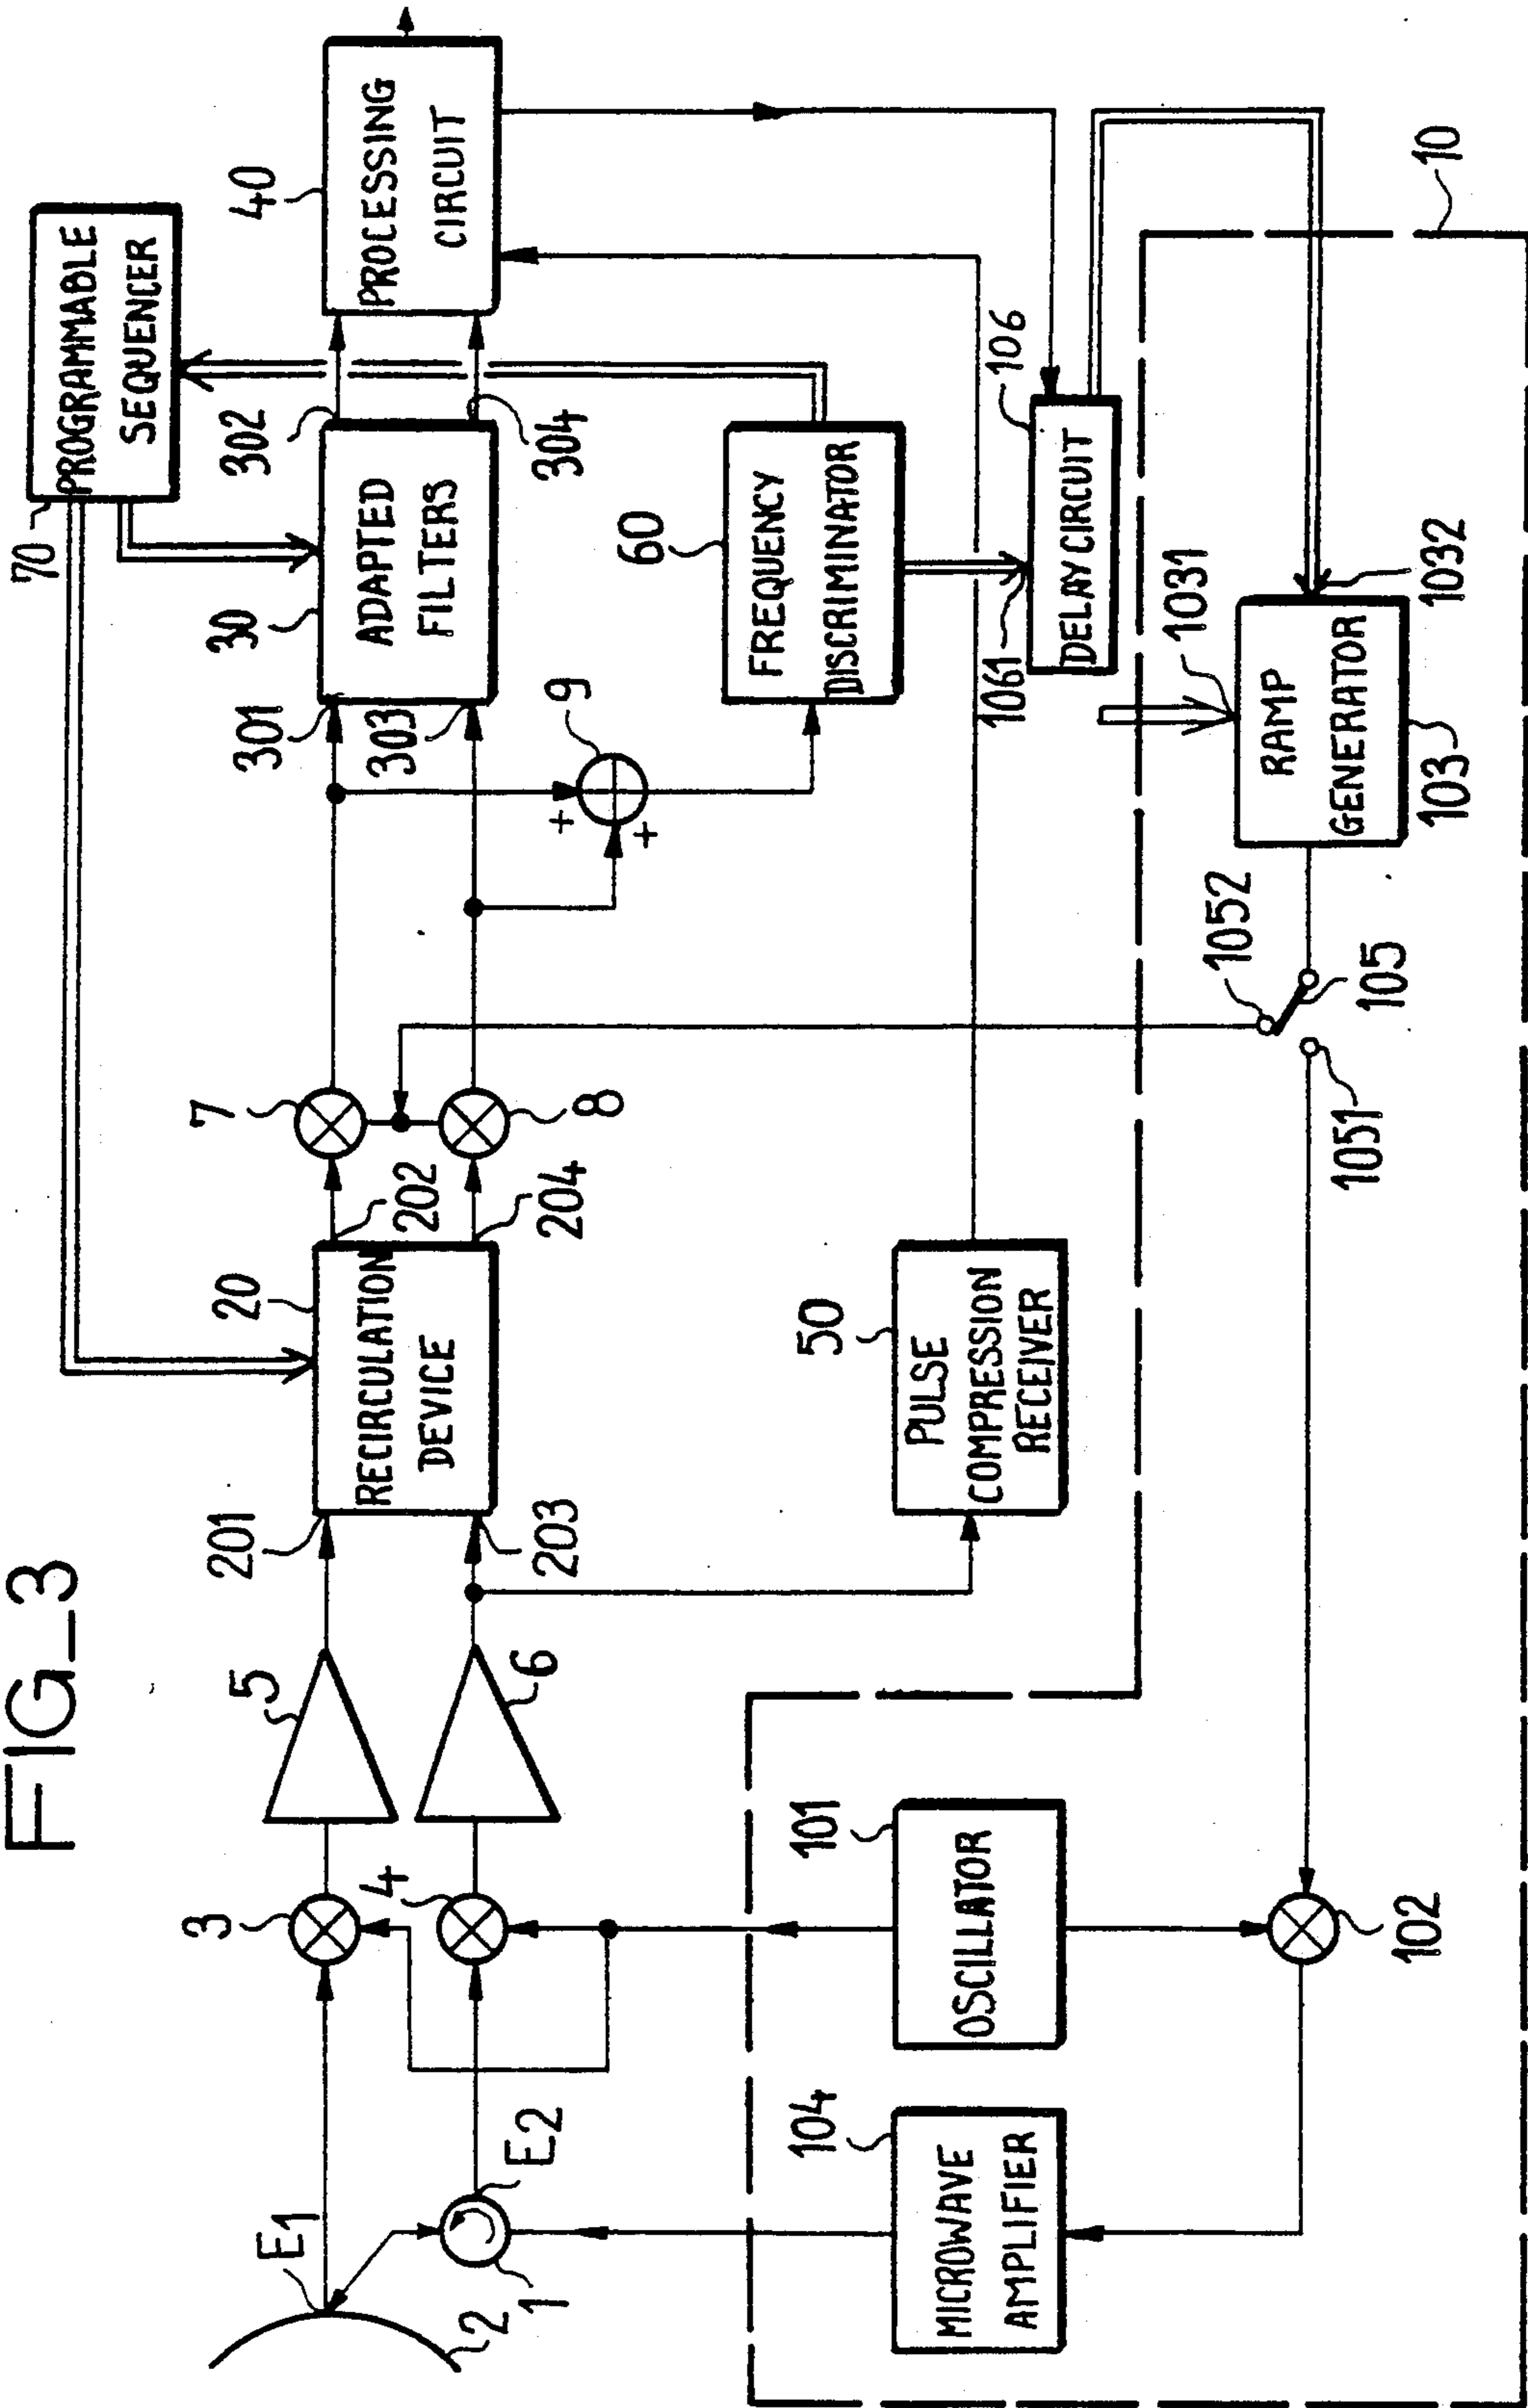 FIG_3
70
PROGRAMMABLE
SEQUENCER
E1
2
1
E2
3
4
5
6
201
203
20
RECIRCULATION
DEVICE
202
204
7
8
9
+
+
301
303
30
ADAPTED
FILTERS
302
304
40
PROCESSING
CIRCUIT
50
PULSE
COMPRESSION
RECEIVER
60
FREQUENCY
DISCRIMINATOR
1061
106
DELAY CIRCUIT
10
104
MICROWAVE
AMPLIFIER
101
OSCILLATOR
102
1051
105
1052
1031
1032
RAMP
GENERATOR
103